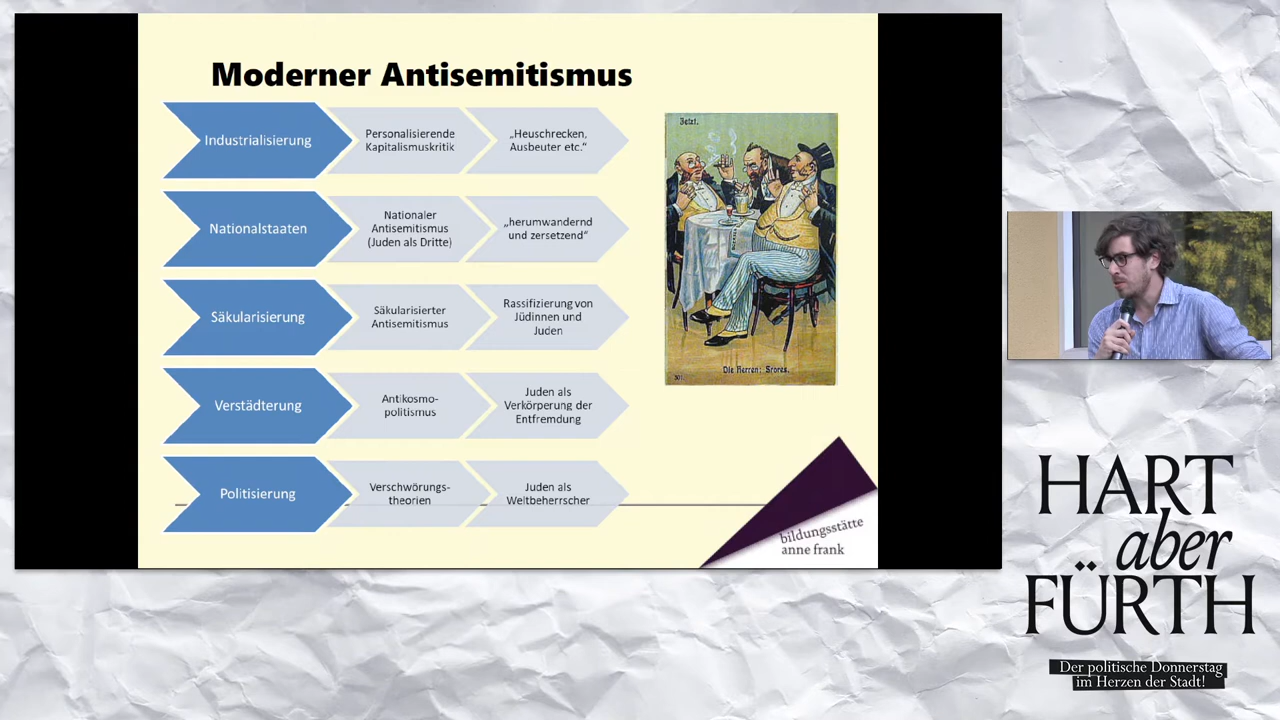 Moderner Antisemitismus
Industrialisierung
Personalisierende
Kapitalismuskritik
„Heuschrecken,
Ausbeuter etc.“
Nationalstaaten
Nationaler
Antisemitismus
(Juden als Dritte)
„herumwandernd
und zersetzend“
Säkularisierung
Säkularisierter
Antisemitismus
Rassifizierung von
Jüdinnen und
Juden
Verstädterung
Antikosmo-
politismus
Juden als
Verkörperung der
Entfremdung
Politisierung
Verschwörungs-
theorien
Juden als
Weltbeherrscher
Jetzt.
Die Herren: Srores.
301.
bildungsstätte
anne frank
HART
aber
FÜRTH
Der politische Donnerstag
im Herzen der Stadt!